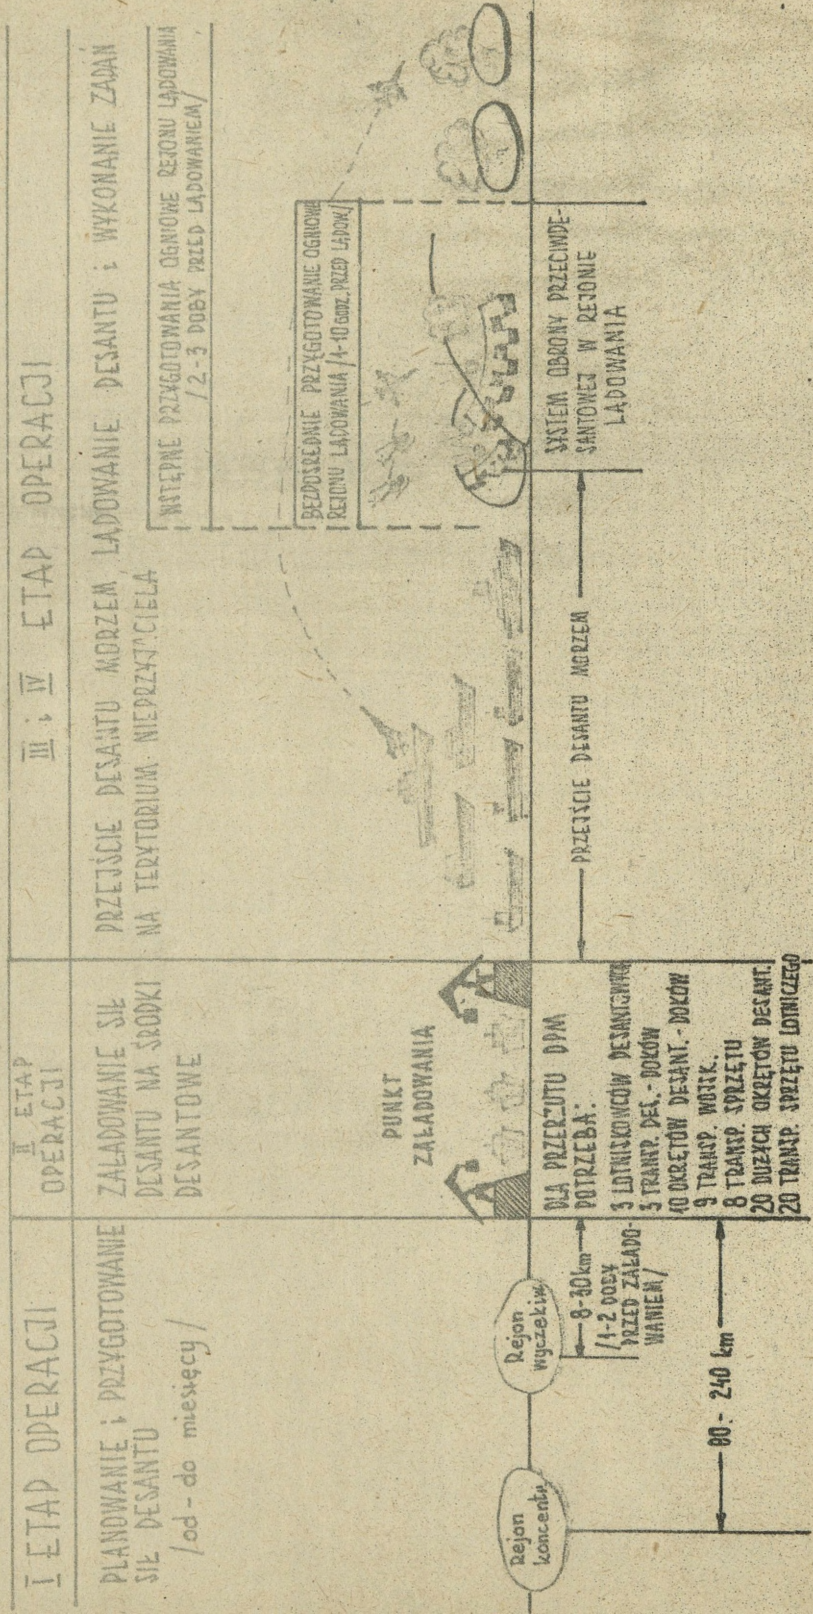 I ETAP OPERACJI
PLANOWANIE i PRZYGOTOWANIE
SIŁ DESANTU
/od - do miesięcy/
II ETAP
OPERACJI
ZAŁADOWANIE SIŁ
DESANTU NA ŚRODKI
DESANTOWE
III i IV ETAP OPERACJI
PRZEJŚCIE DESANTU MORZEM, LĄDOWANIE DESANTU i WYKONANIE ZADAŃ
NA TERYTORIUM NIEPRZYJACIELA
WSTĘPNE PRZYGOTOWANIA OGNIOWE REJONU LĄDOWANIA
/2-3 DOBY PRZED LĄDOWANIEM/
BEZPOŚREDNIE PRZYGOTOWANIE OGNIOWE
REJONU LĄDOWANIA /1-10 GODZ. PRZED LĄDOW/
PUNKT
ZAŁADOWANIA
Rejon
koncentr.
Rejon
wyczekiw.
8-30 km
/1-2 DOBY
PRZED ZAŁADO-
WANIEM/
80 - 240 km
DLA PRZERZUTU DPM
POTRZEBA:
3 LOTNISKOWCÓW DESANTOWYCH
3 TRANSP. DES. - DOKÓW
10 OKRĘTÓW DESANT. - DOKÓW
9 TRANSP. WOJSK.
8 TRANSP. SPRZĘTU
20 DUŻYCH OKRĘTÓW DESANT.
20 TRANSP. SPRZĘTU LOTNICZEGO
PRZEJŚCIE DESANTU MORZEM
SYSTEM OBRONY PRZECIWDE-
SANTOWEJ W REJONIE
LĄDOWANIA